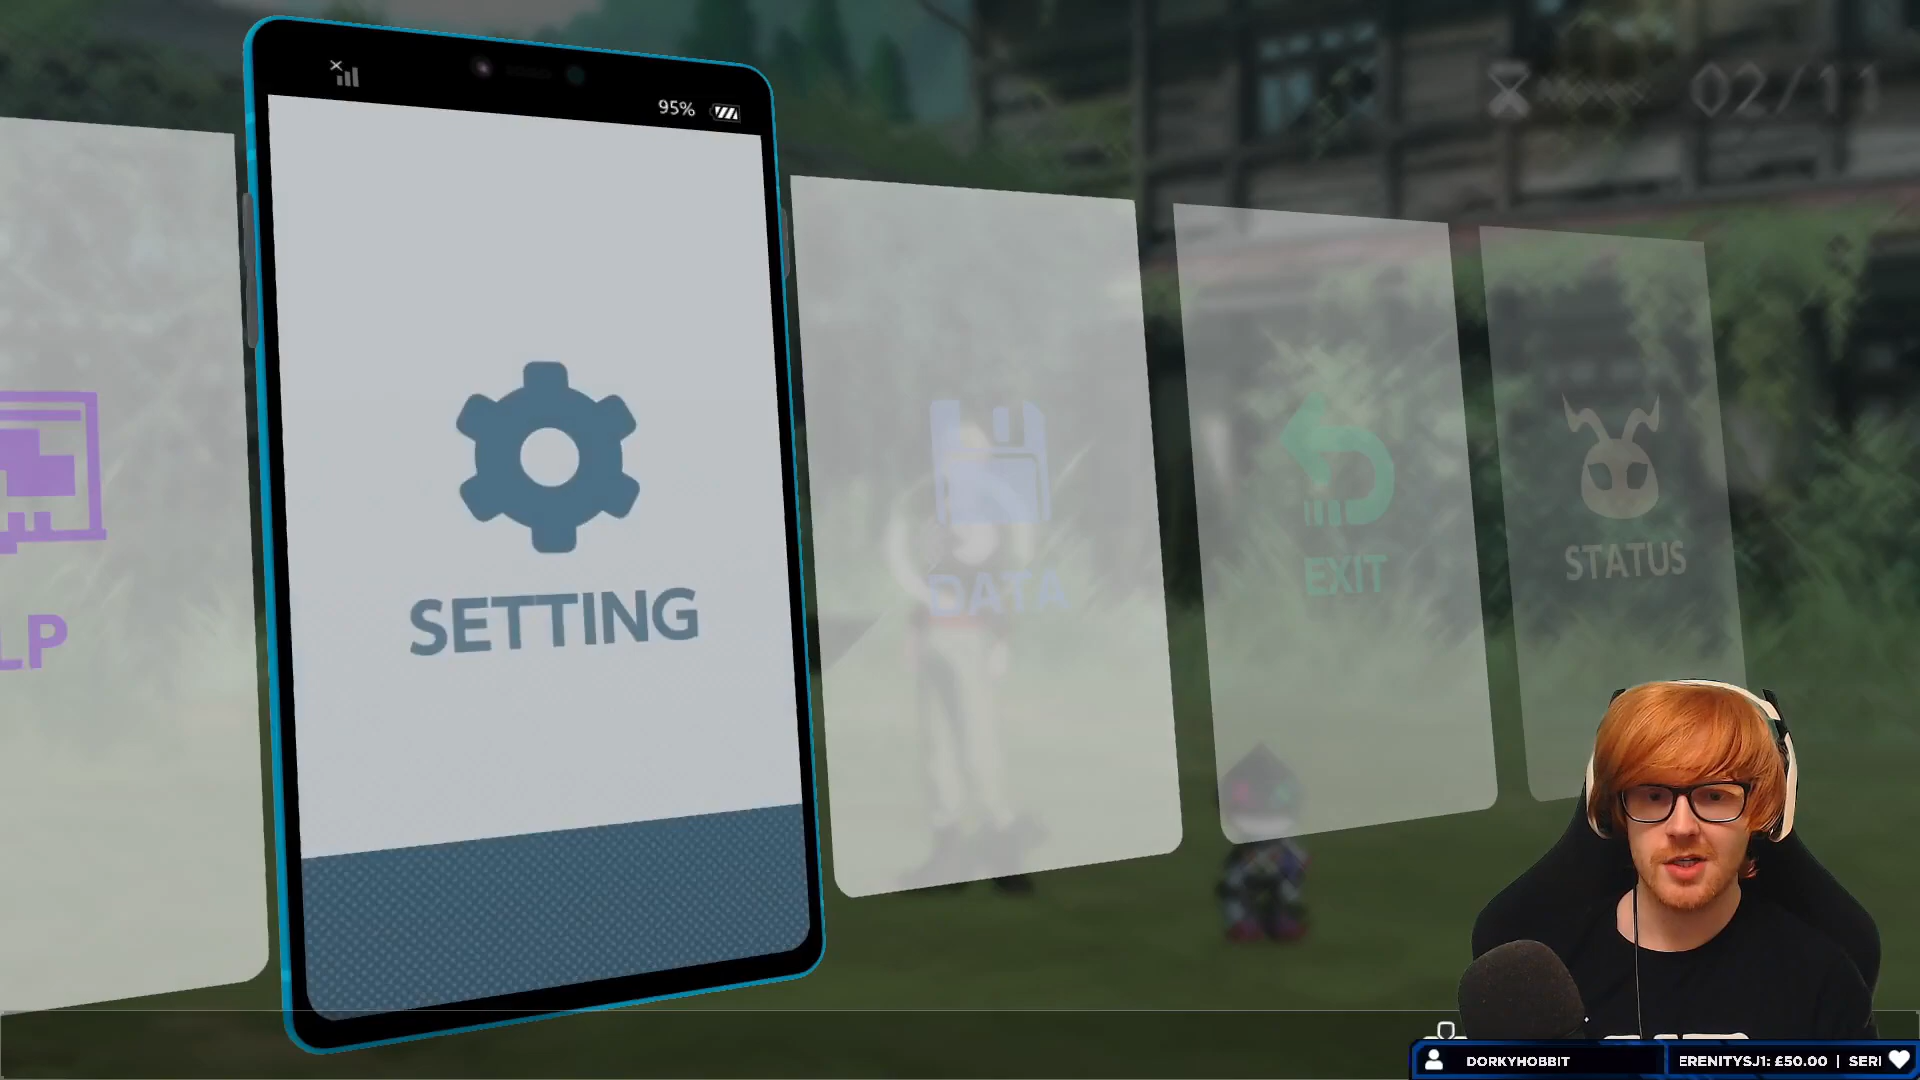 95%
02/11
LP
SETTING
DATA
EXIT
STATUS
DORKYHOBBIT
ERENITYSJ1: £50.00 | SERI